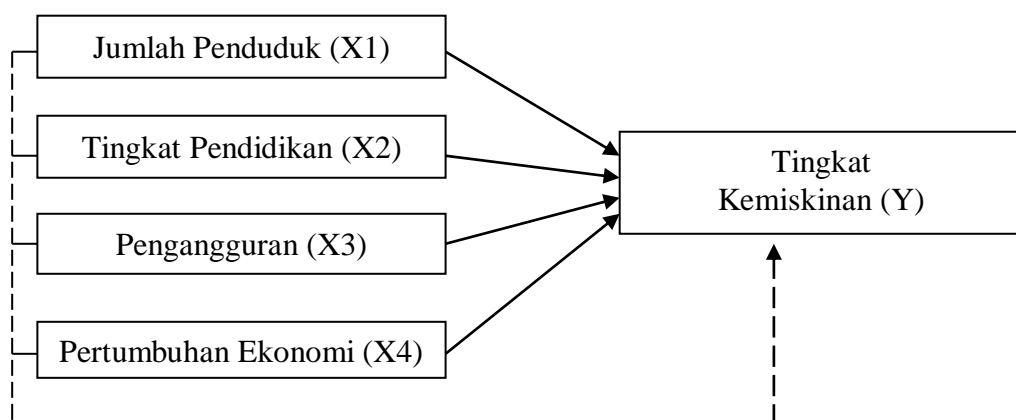 Jumlah Penduduk (X1)
Tingkat Pendidikan (X2)
Pengangguran (X3)
Pertumbuhan Ekonomi (X4)
Tingkat
Kemiskinan (Y)